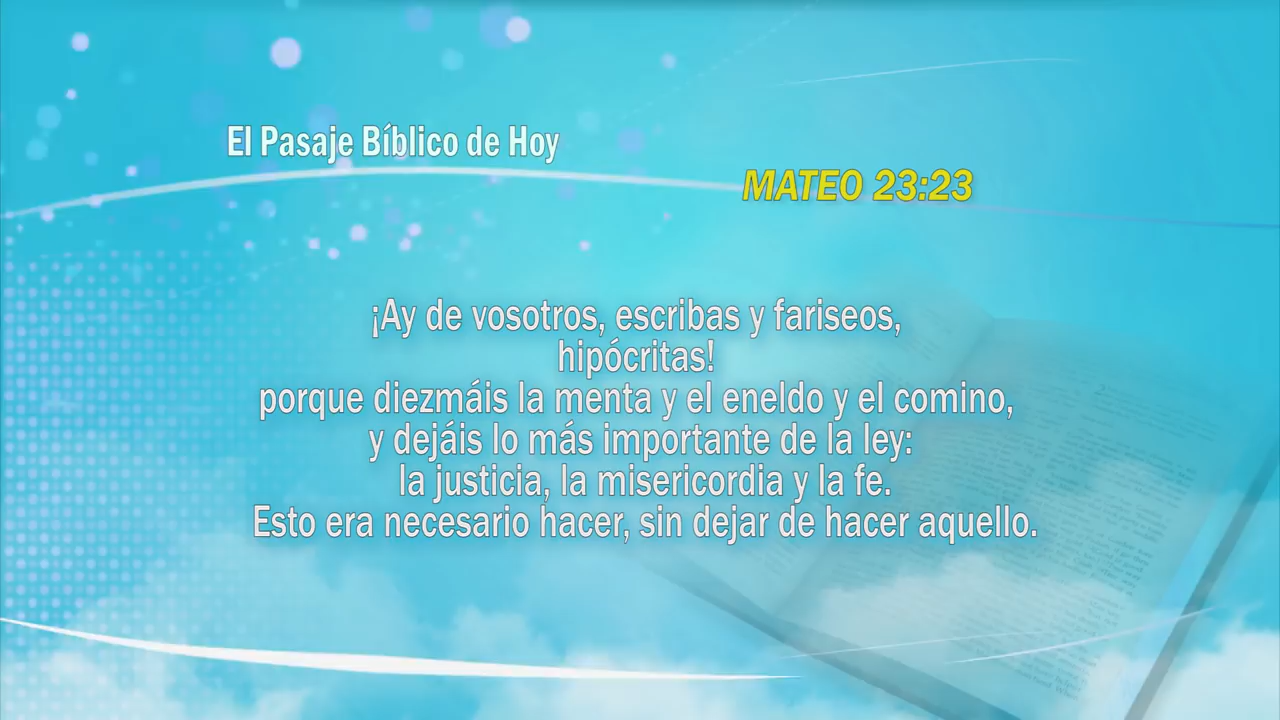 El Pasaje Bíblico de Hoy
MATEO 23:23
¡Ay de vosotros, escribas y fariseos,
hipócritas!
porque diezmáis la menta y el eneldo y el comino,
y dejáis lo más importante de la ley:
la justicia, la misericordia y la fe.
Esto era necesario hacer, sin dejar de hacer aquello.